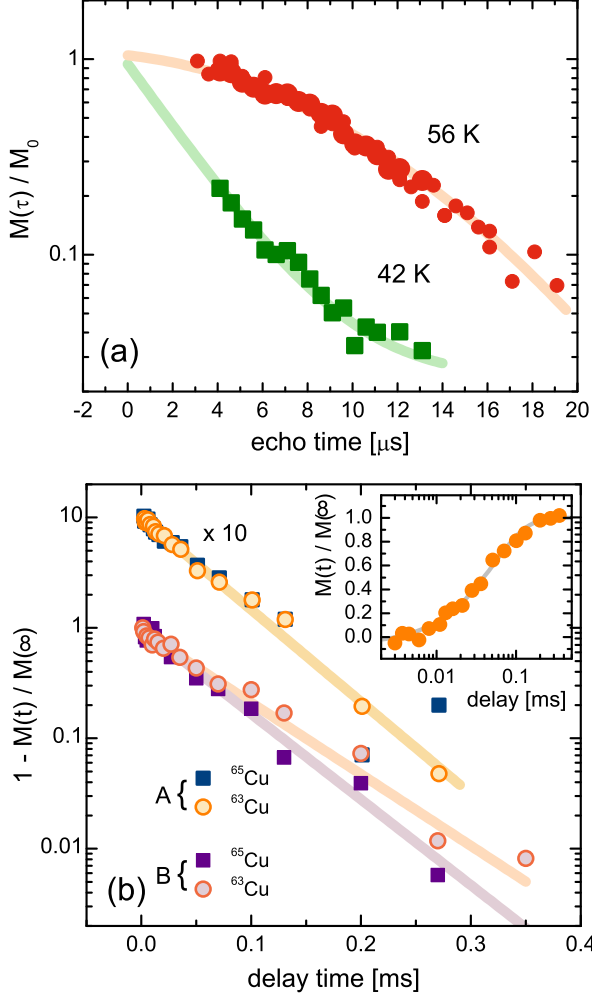 1
0.1
M(τ) / M₀
56 K
42 K
(a)
-2 0 2 4 6 8 10 12 14 16 18 20
echo time [μs]
10
1
0.1
0.01
1 - M(t) / M(∞)
x 10
A { ⁶⁵Cu
⁶³Cu
B { ⁶⁵Cu
⁶³Cu
(b)
0.0 0.1 0.2 0.3 0.4
delay time [ms]
M(t) / M(∞)
1.0
0.8
0.6
0.4
0.2
0.0
0.01 0.1
delay [ms]